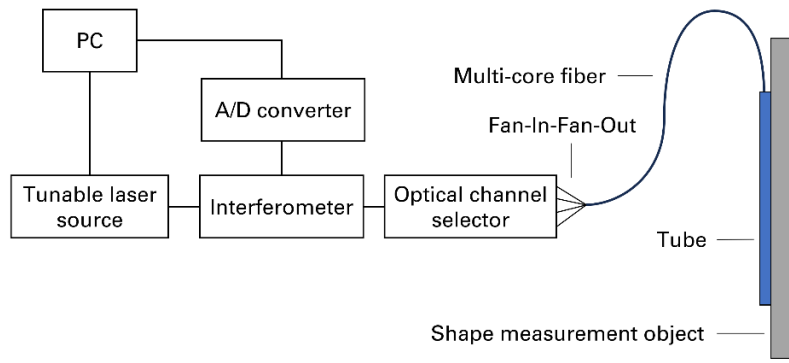 PC
A/D converter
Tunable laser
source
Interferometer
Optical channel
selector
Multi-core fiber
Fan-In-Fan-Out
Tube
Shape measurement object